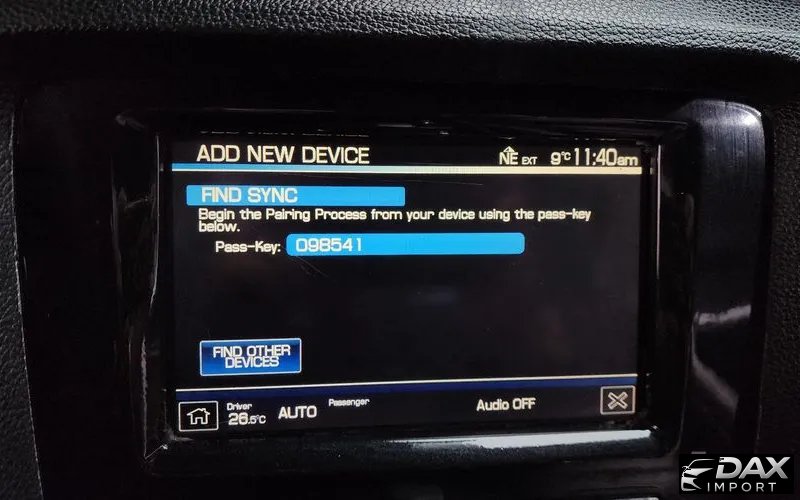 ADD NEW DEVICE
NE EXT 9°C 11:40am
FIND SYNC
Begin the Pairing Process from your device using the pass-key
below.
Pass-Key: 098541
FIND OTHER
DEVICES
Driver
26.5°C
AUTO
Passenger
Audio OFF
DAX
IMPORT